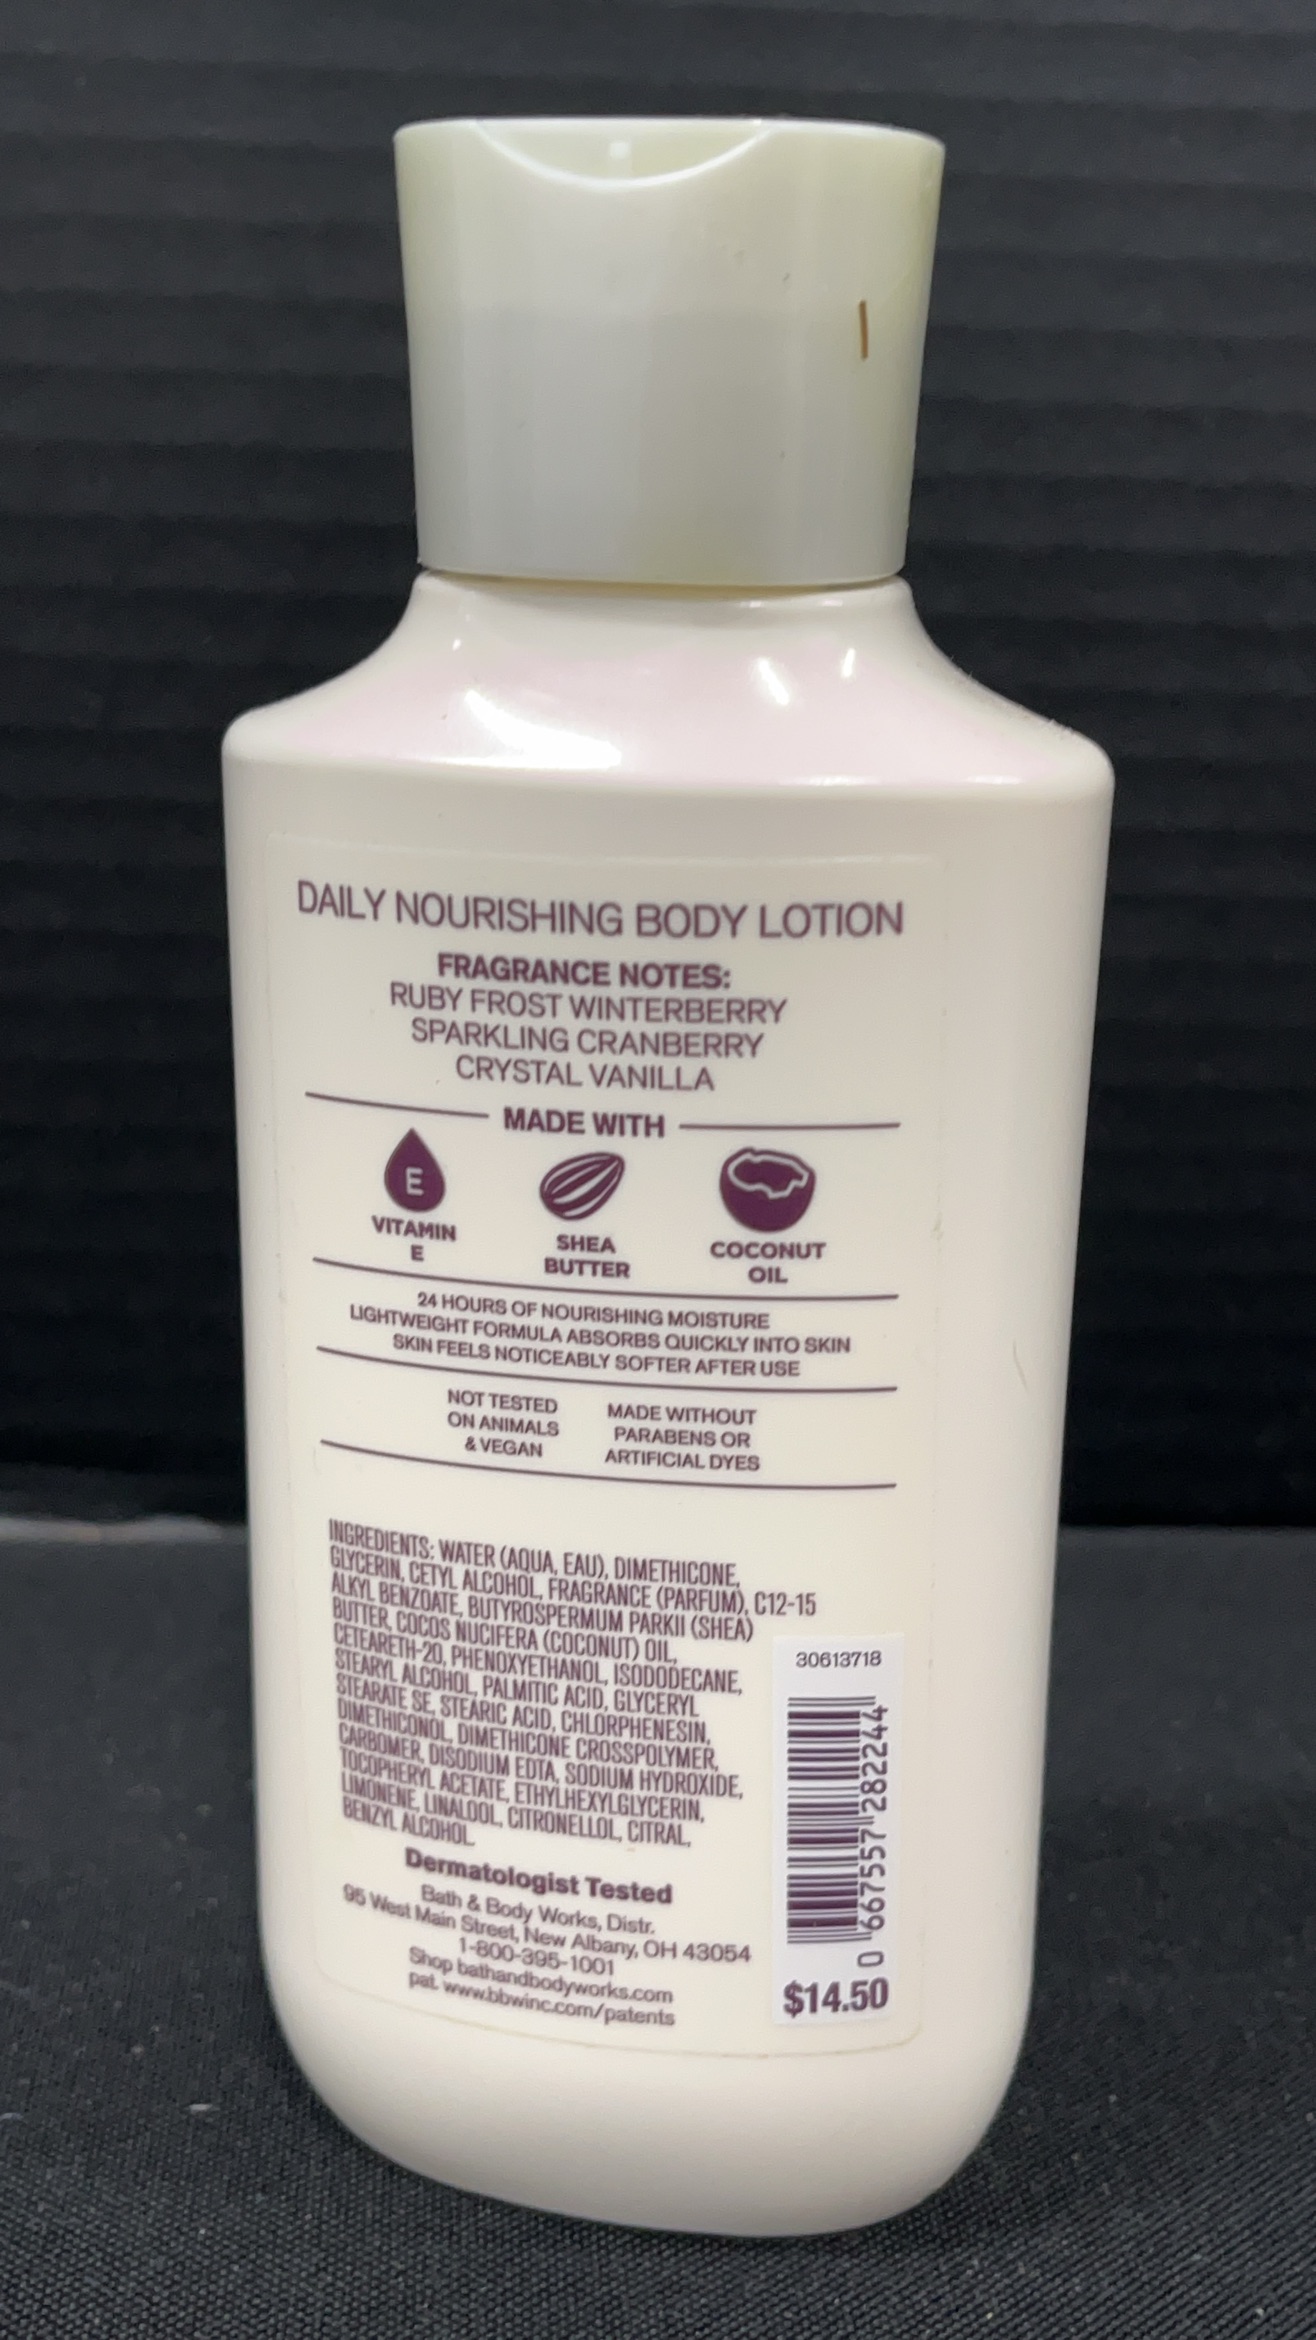 DAILY NOURISHING BODY LOTION
FRAGRANCE NOTES:
RUBY FROST WINTERBERRY
SPARKLING CRANBERRY
CRYSTAL VANILLA
MADE WITH
E
VITAMIN
E
SHEA
BUTTER
COCONUT
OIL
24 HOURS OF NOURISHING MOISTURE
LIGHTWEIGHT FORMULA ABSORBS QUICKLY INTO SKIN
SKIN FEELS NOTICEABLY SOFTER AFTER USE
NOT TESTED
ON ANIMALS
& VEGAN
MADE WITHOUT
PARABENS OR
ARTIFICIAL DYES
INGREDIENTS: WATER (AQUA, EAU), DIMETHICONE,
GLYCERIN, CETYL ALCOHOL, FRAGRANCE (PARFUM), C12-15
ALKYL BENZOATE, BUTYROSPERMUM PARKII (SHEA)
BUTTER, COCOS NUCIFERA (COCONUT) OIL,
CETEARETH-20, PHENOXYETHANOL, ISODODECANE,
STEARYL ALCOHOL, PALMITIC ACID, GLYCERYL
STEARATE SE, STEARIC ACID, CHLORPHENESIN,
DIMETHICONOL, DIMETHICONE CROSSPOLYMER,
CARBOMER, DISODIUM EDTA, SODIUM HYDROXIDE,
TOCOPHERYL ACETATE, ETHYLHEXYLGLYCERIN,
LIMONENE, LINALOOL, CITRONELLOL, CITRAL,
BENZYL ALCOHOL.
Dermatologist Tested
Bath & Body Works, Distr.
95 West Main Street, New Albany, OH 43054
1-800-395-1001
Shop bathandbodyworks.com
pat. www.bbwinc.com/patents
30613718
0 667557 282244
$14.50